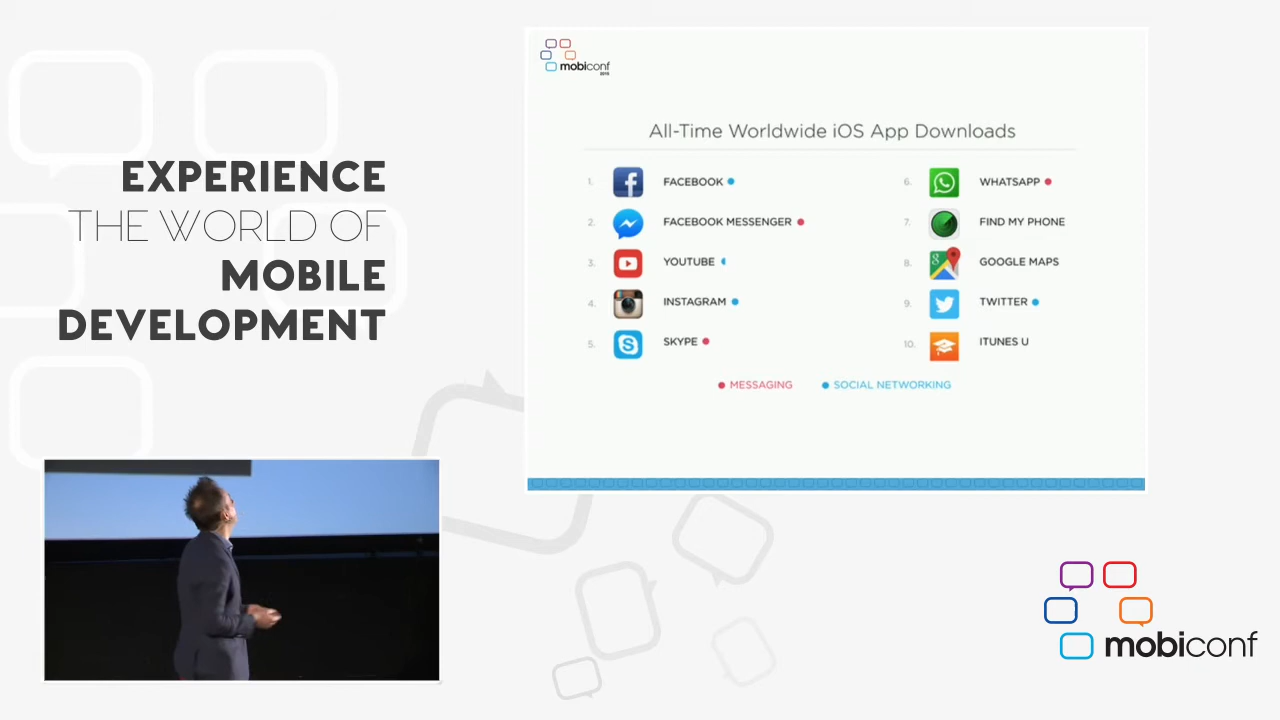 EXPERIENCE
THE WORLD OF
MOBILE
DEVELOPMENT
mobiconf
2015
All-Time Worldwide iOS App Downloads
1. FACEBOOK
2. FACEBOOK MESSENGER
3. YOUTUBE
4. INSTAGRAM
5. SKYPE
6. WHATSAPP
7. FIND MY PHONE
8. GOOGLE MAPS
9. TWITTER
10. ITUNES U
MESSAGING
SOCIAL NETWORKING
mobiconf